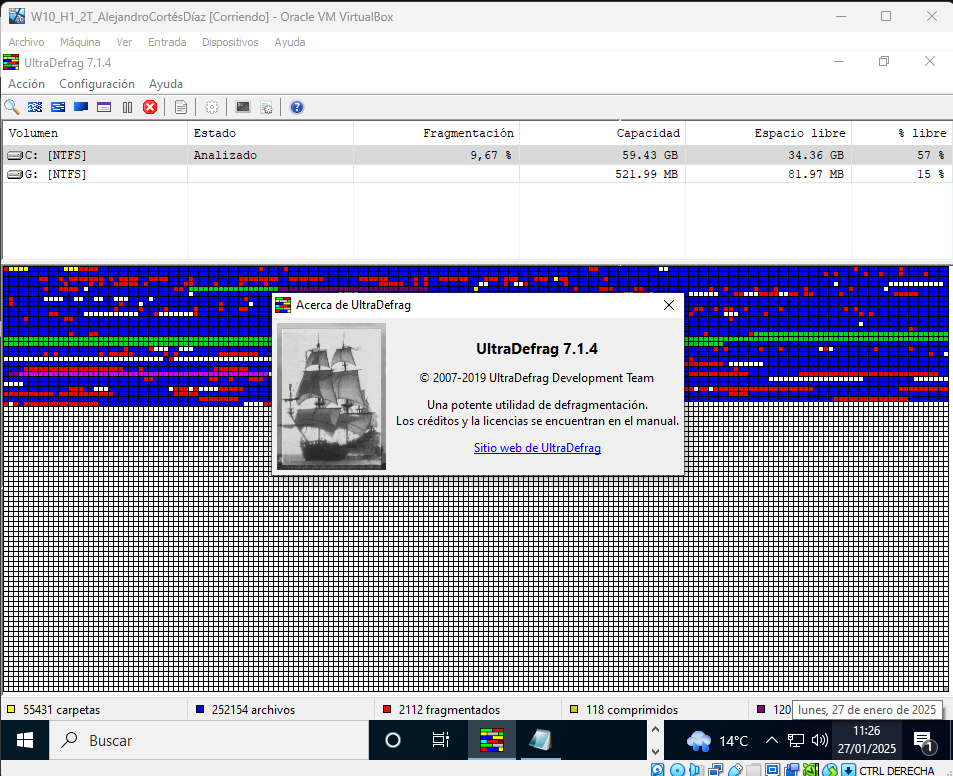 W10_H1_2T_AlejandroCortésDíaz [Corriendo] - Oracle VM VirtualBox
Archivo Máquina Ver Entrada Dispositivos Ayuda
UltraDefrag 7.1.4
Acción Configuración Ayuda
Volumen Estado Fragmentación Capacidad Espacio libre % libre
C: [NTFS] Analizado 9,67 % 59.43 GB 34.36 GB 57 %
G: [NTFS] 521.99 MB 81.97 MB 15 %
Acerca de UltraDefrag
UltraDefrag 7.1.4
© 2007-2019 UltraDefrag Development Team
Una potente utilidad de defragmentación.
Los créditos y la licencias se encuentran en el manual.
Sitio web de UltraDefrag
55431 carpetas 252154 archivos 2112 fragmentados 118 comprimidos 120
lunes, 27 de enero de 2025
Buscar
14°C
11:26
27/01/2025
1
CTRL DERECHA